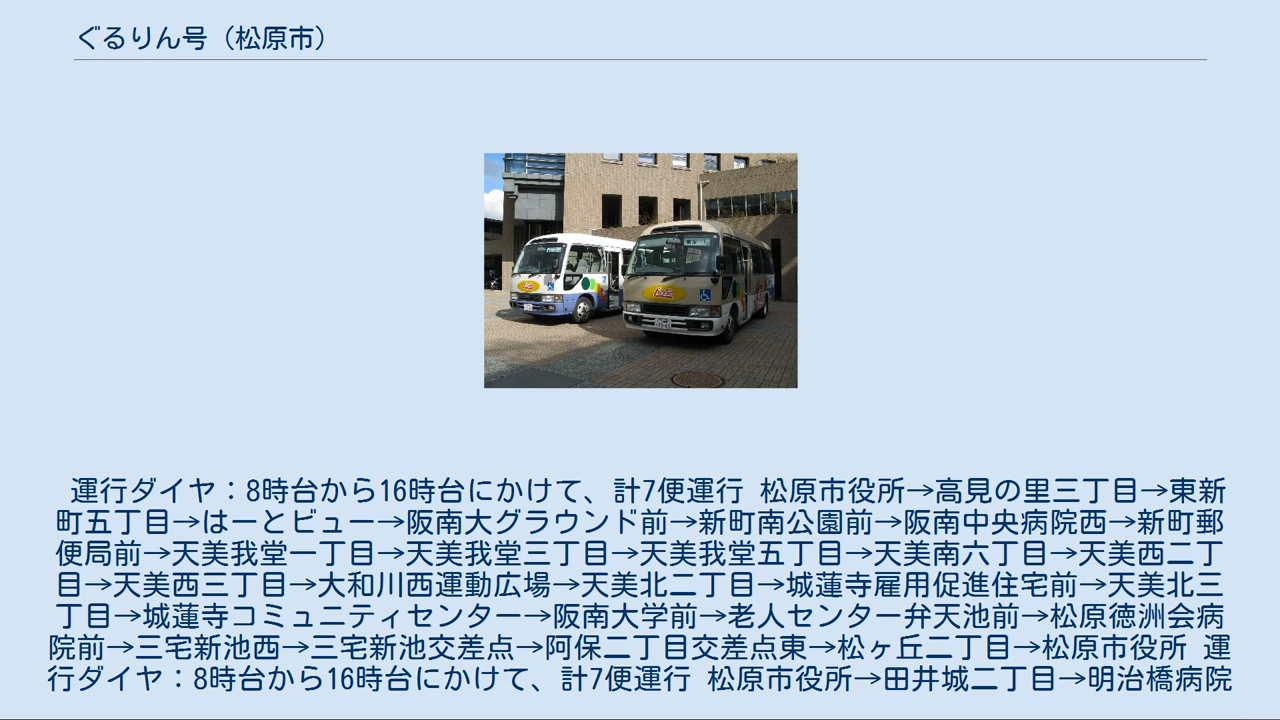 ぐるりん号（松原市）
運行ダイヤ：8時台から16時台にかけて、計7便運行 松原市役所→高見の里三丁目→東新
町五丁目→はーとビュー→阪南大グラウンド前→新町南公園前→阪南中央病院西→新町郵
便局前→天美我堂一丁目→天美我堂三丁目→天美我堂五丁目→天美南六丁目→天美西二丁
目→天美西三丁目→大和川西運動広場→天美北二丁目→城蓮寺雇用促進住宅前→天美北三
丁目→城蓮寺コミュニティセンター→阪南大学前→老人センター弁天池前→松原徳洲会病
院前→三宅新池西→三宅新池交差点→阿保二丁目交差点東→松ヶ丘二丁目→松原市役所 運
行ダイヤ：8時台から16時台にかけて、計7便運行 松原市役所→田井城二丁目→明治橋病院